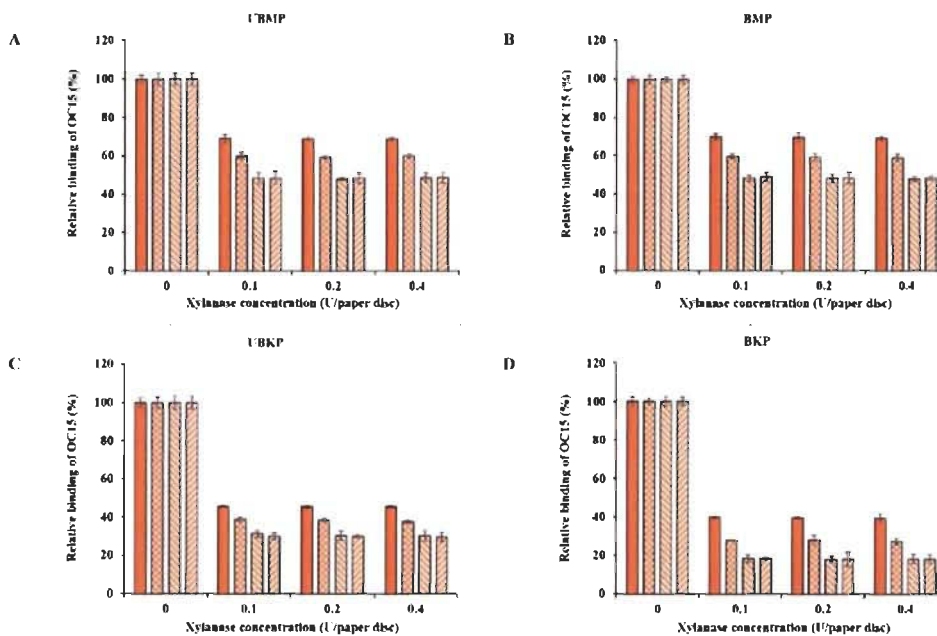 UBMP
A
120
100
80
60
40
20
0
Relative binding of OC15 (%)
0 0.1 0.2 0.4
Xylanase concentration (U/paper disc)
BMP
B
120
100
80
60
40
20
0
Relative binding of OC15 (%)
0 0.1 0.2 0.4
Xylanase concentration (U/paper disc)
UBKP
C
120
100
80
60
40
20
0
Relative binding of OC15 (%)
0 0.1 0.2 0.4
Xylanase concentration (U/paper disc)
BKP
D
120
100
80
60
40
20
0
Relative binding of OC15 (%)
0 0.1 0.2 0.4
Xylanase concentration (U/paper disc)